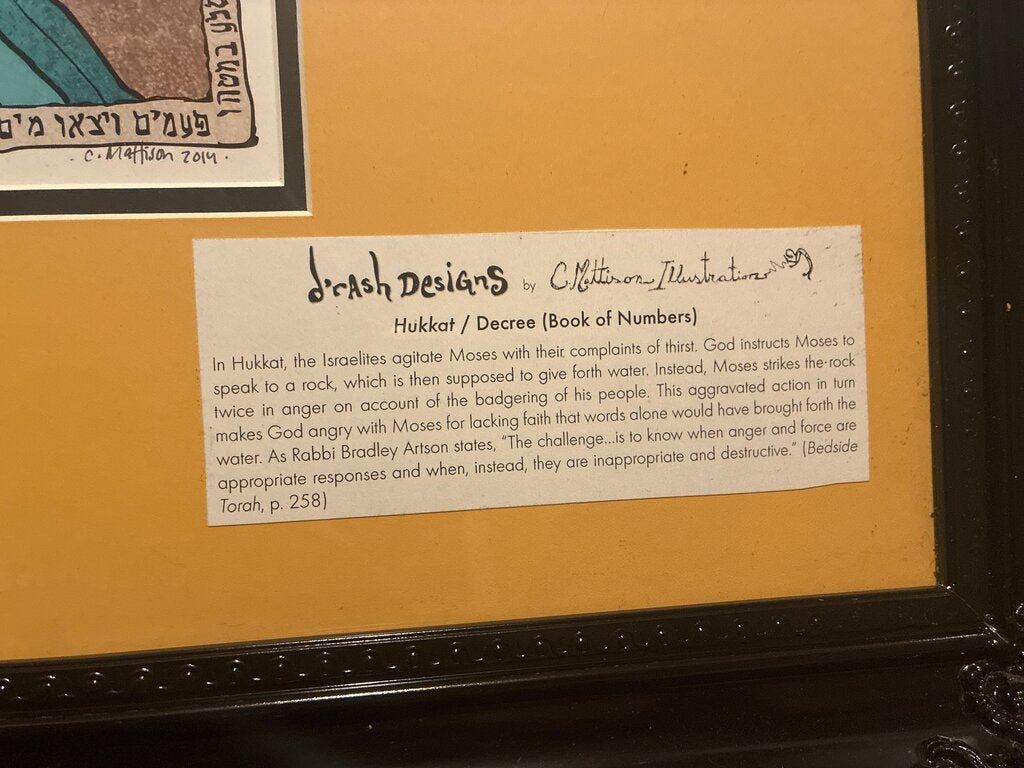 פעמים ויצאו מים
C. Mattison 2014.
d'rash Designs by C Mattison Illustration
Hukkat / Decree (Book of Numbers)
In Hukkat, the Israelites agitate Moses with their complaints of thirst. God instructs Moses to
speak to a rock, which is then supposed to give forth water. Instead, Moses strikes the rock
twice in anger on account of the badgering of his people. This aggravated action in turn
makes God angry with Moses for lacking faith that words alone would have brought forth the
water. As Rabbi Bradley Artson states, "The challenge...is to know when anger and force are
appropriate responses and when, instead, they are inappropriate and destructive." (Bedside
Torah, p. 258)